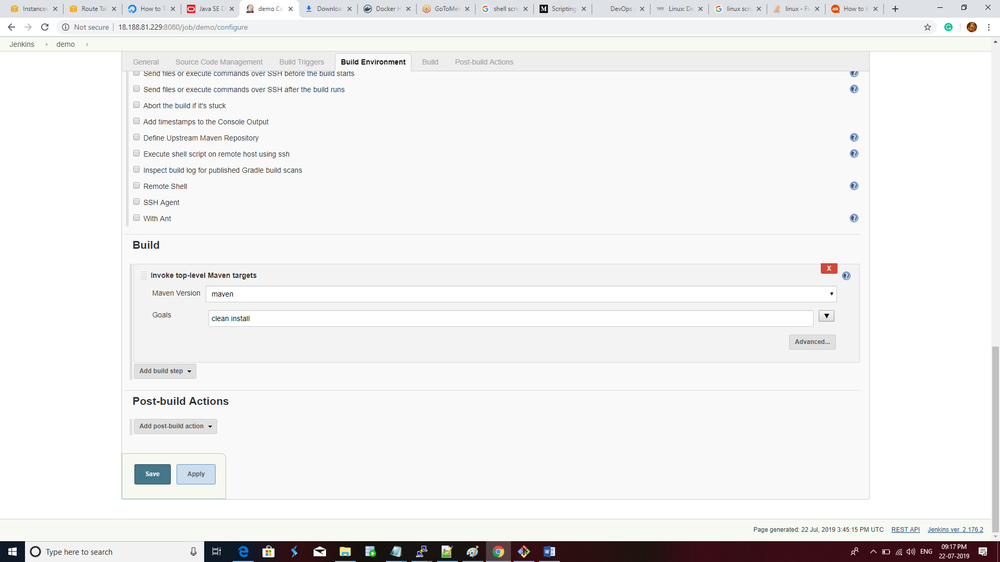 Instances
Route Ta
How to T
Java SE D
demo Co
Downloa
Docker H
GoToMee
shell scrip
Scripting
DevOps
Linux: De
linux scri
linux - Fi
How to li
Not secure
18.188.81.229:8080/job/demo/configure
Jenkins
demo
General
Source Code Management
Build Triggers
Build Environment
Build
Post-build Actions
Send files or execute commands over SSH before the build starts
Send files or execute commands over SSH after the build runs
Abort the build if it's stuck
Add timestamps to the Console Output
Define Upstream Maven Repository
Execute shell script on remote host using ssh
Inspect build log for published Gradle build scans
Remote Shell
SSH Agent
With Ant
Build
X
Invoke top-level Maven targets
Maven Version
maven
Goals
clean install
Advanced...
Add build step
Post-build Actions
Add post-build action
Save
Apply
Page generated: 22 Jul, 2019 3:45:15 PM UTC
REST API
Jenkins ver. 2.176.2
Type here to search
ENG
09:17 PM
22-07-2019